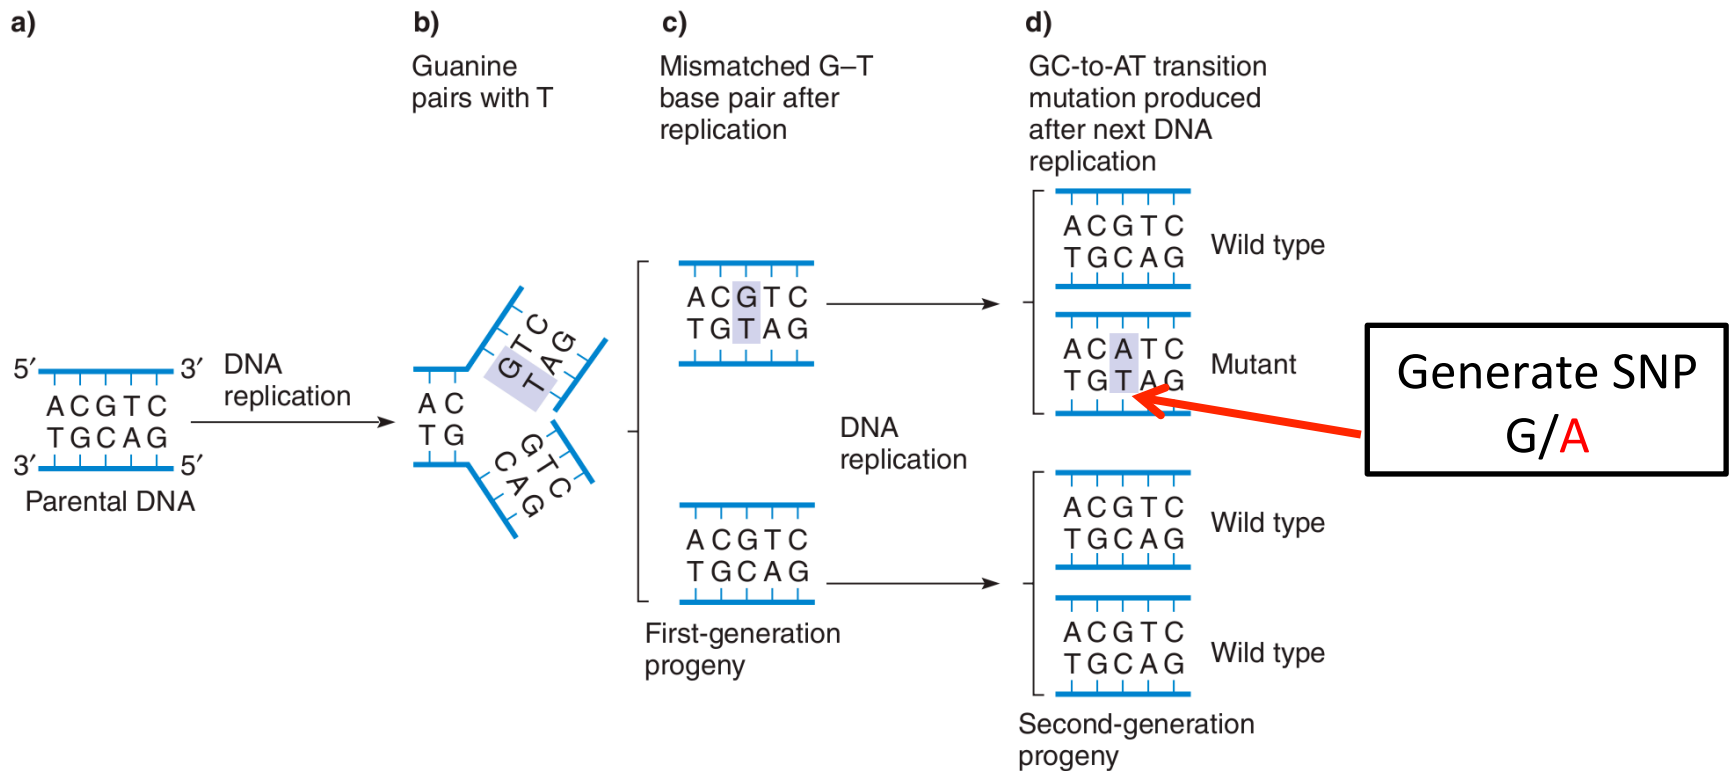 a)
Parental DNA
5′ 3′
ACGTC
TGCAG
3′ 5′
DNA
replication
b)
Guanine
pairs with T
AC
TG
GTC
TAG
GTC
CAG
c)
Mismatched G–T
base pair after
replication
ACGTC
TGTAG
ACGTC
TGCAG
First-generation
progeny
DNA
replication
d)
GC-to-AT transition
mutation produced
after next DNA
replication
ACGTC
TGCAG
Wild type
ACATC
TGTAG
Mutant
ACGTC
TGCAG
Wild type
ACGTC
TGCAG
Wild type
Second-generation
progeny
Generate SNP
G/A